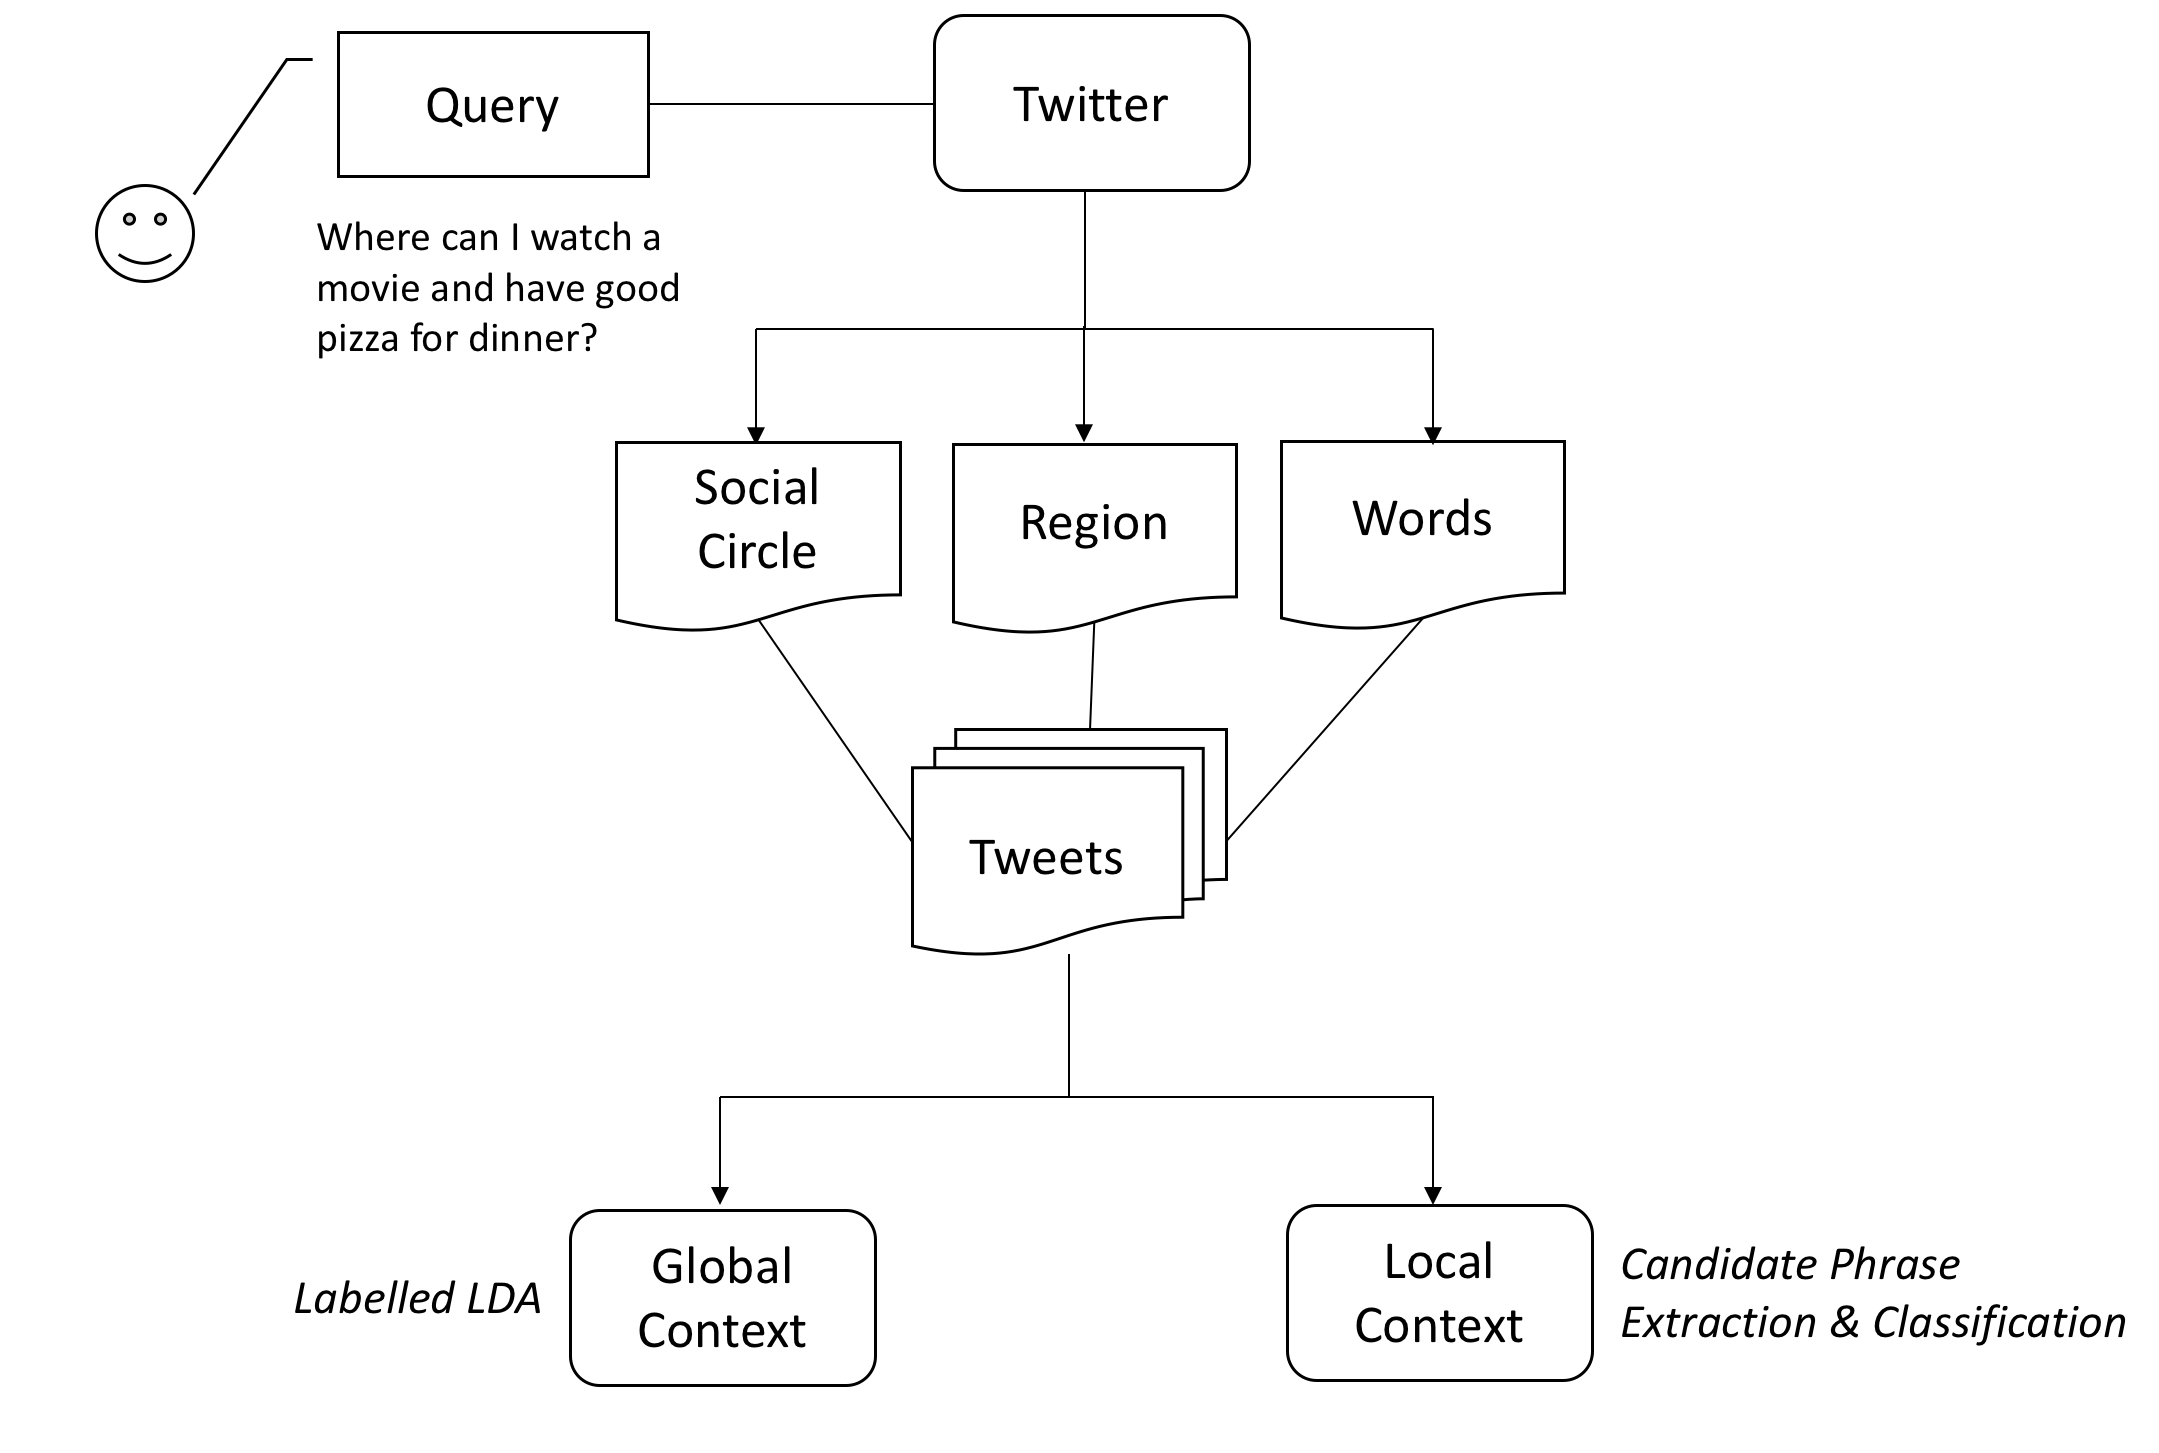 Query
Twitter
Where can I watch a
movie and have good
pizza for dinner?
Social
Circle
Region
Words
Tweets
Labelled LDA
Global
Context
Local
Context
Candidate Phrase
Extraction & Classification